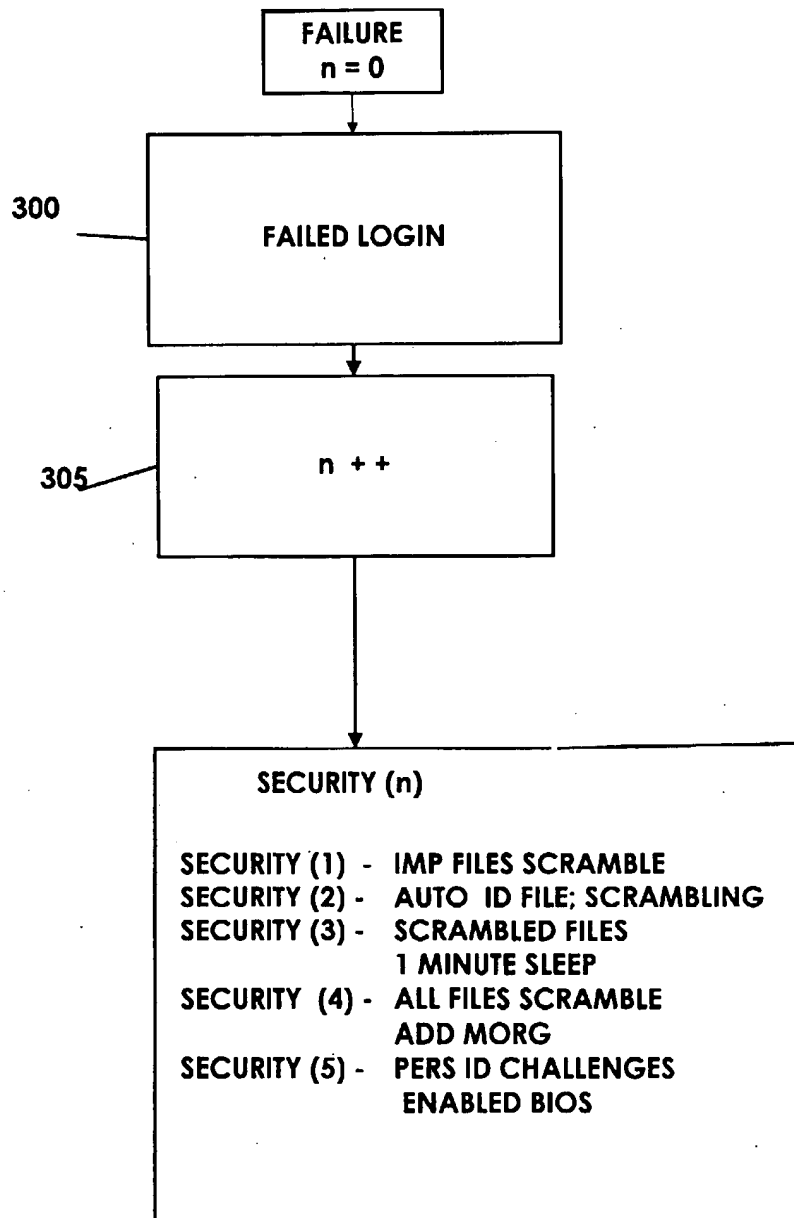 FAILURE
n = 0
300
FAILED LOGIN
305
n + +
SECURITY (n)
SECURITY (1) - IMP FILES SCRAMBLE
SECURITY (2) - AUTO ID FILE; SCRAMBLING
SECURITY (3) - SCRAMBLED FILES
1 MINUTE SLEEP
SECURITY (4) - ALL FILES SCRAMBLE
ADD MORG
SECURITY (5) - PERS ID CHALLENGES
ENABLED BIOS